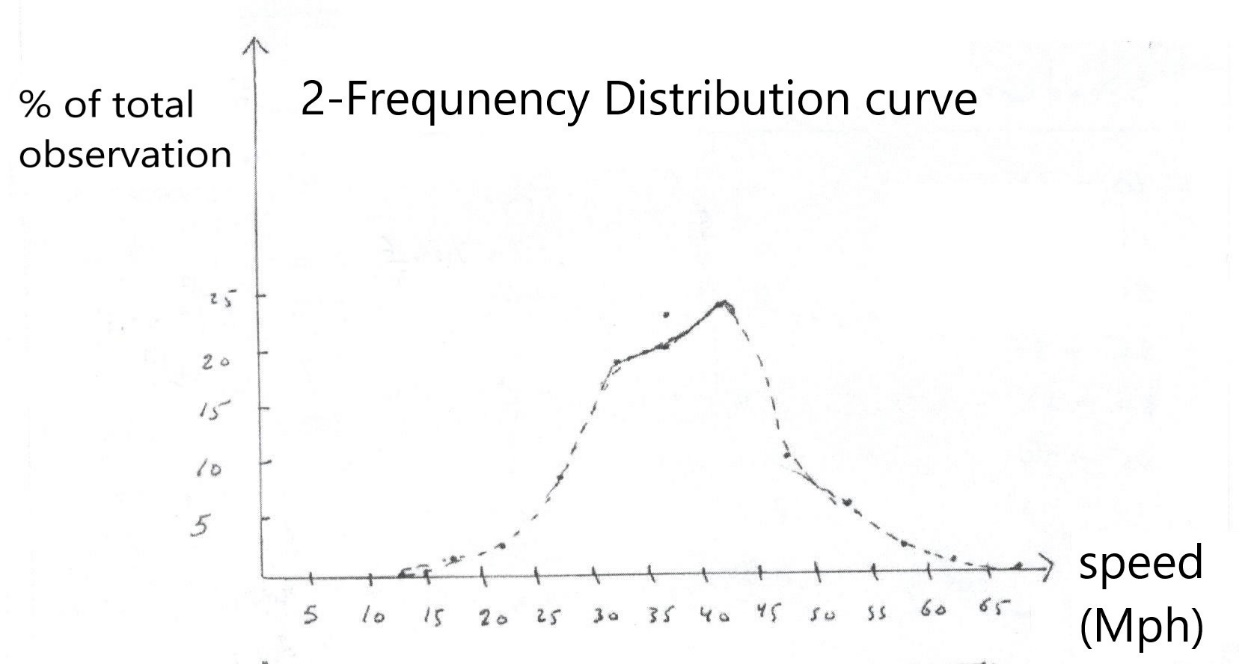 % of total
observation
2-Frequnency Distribution curve
25
20
15
10
5
speed
(Mph)
5 10 15 20 25 30 35 40 45 50 55 60 65